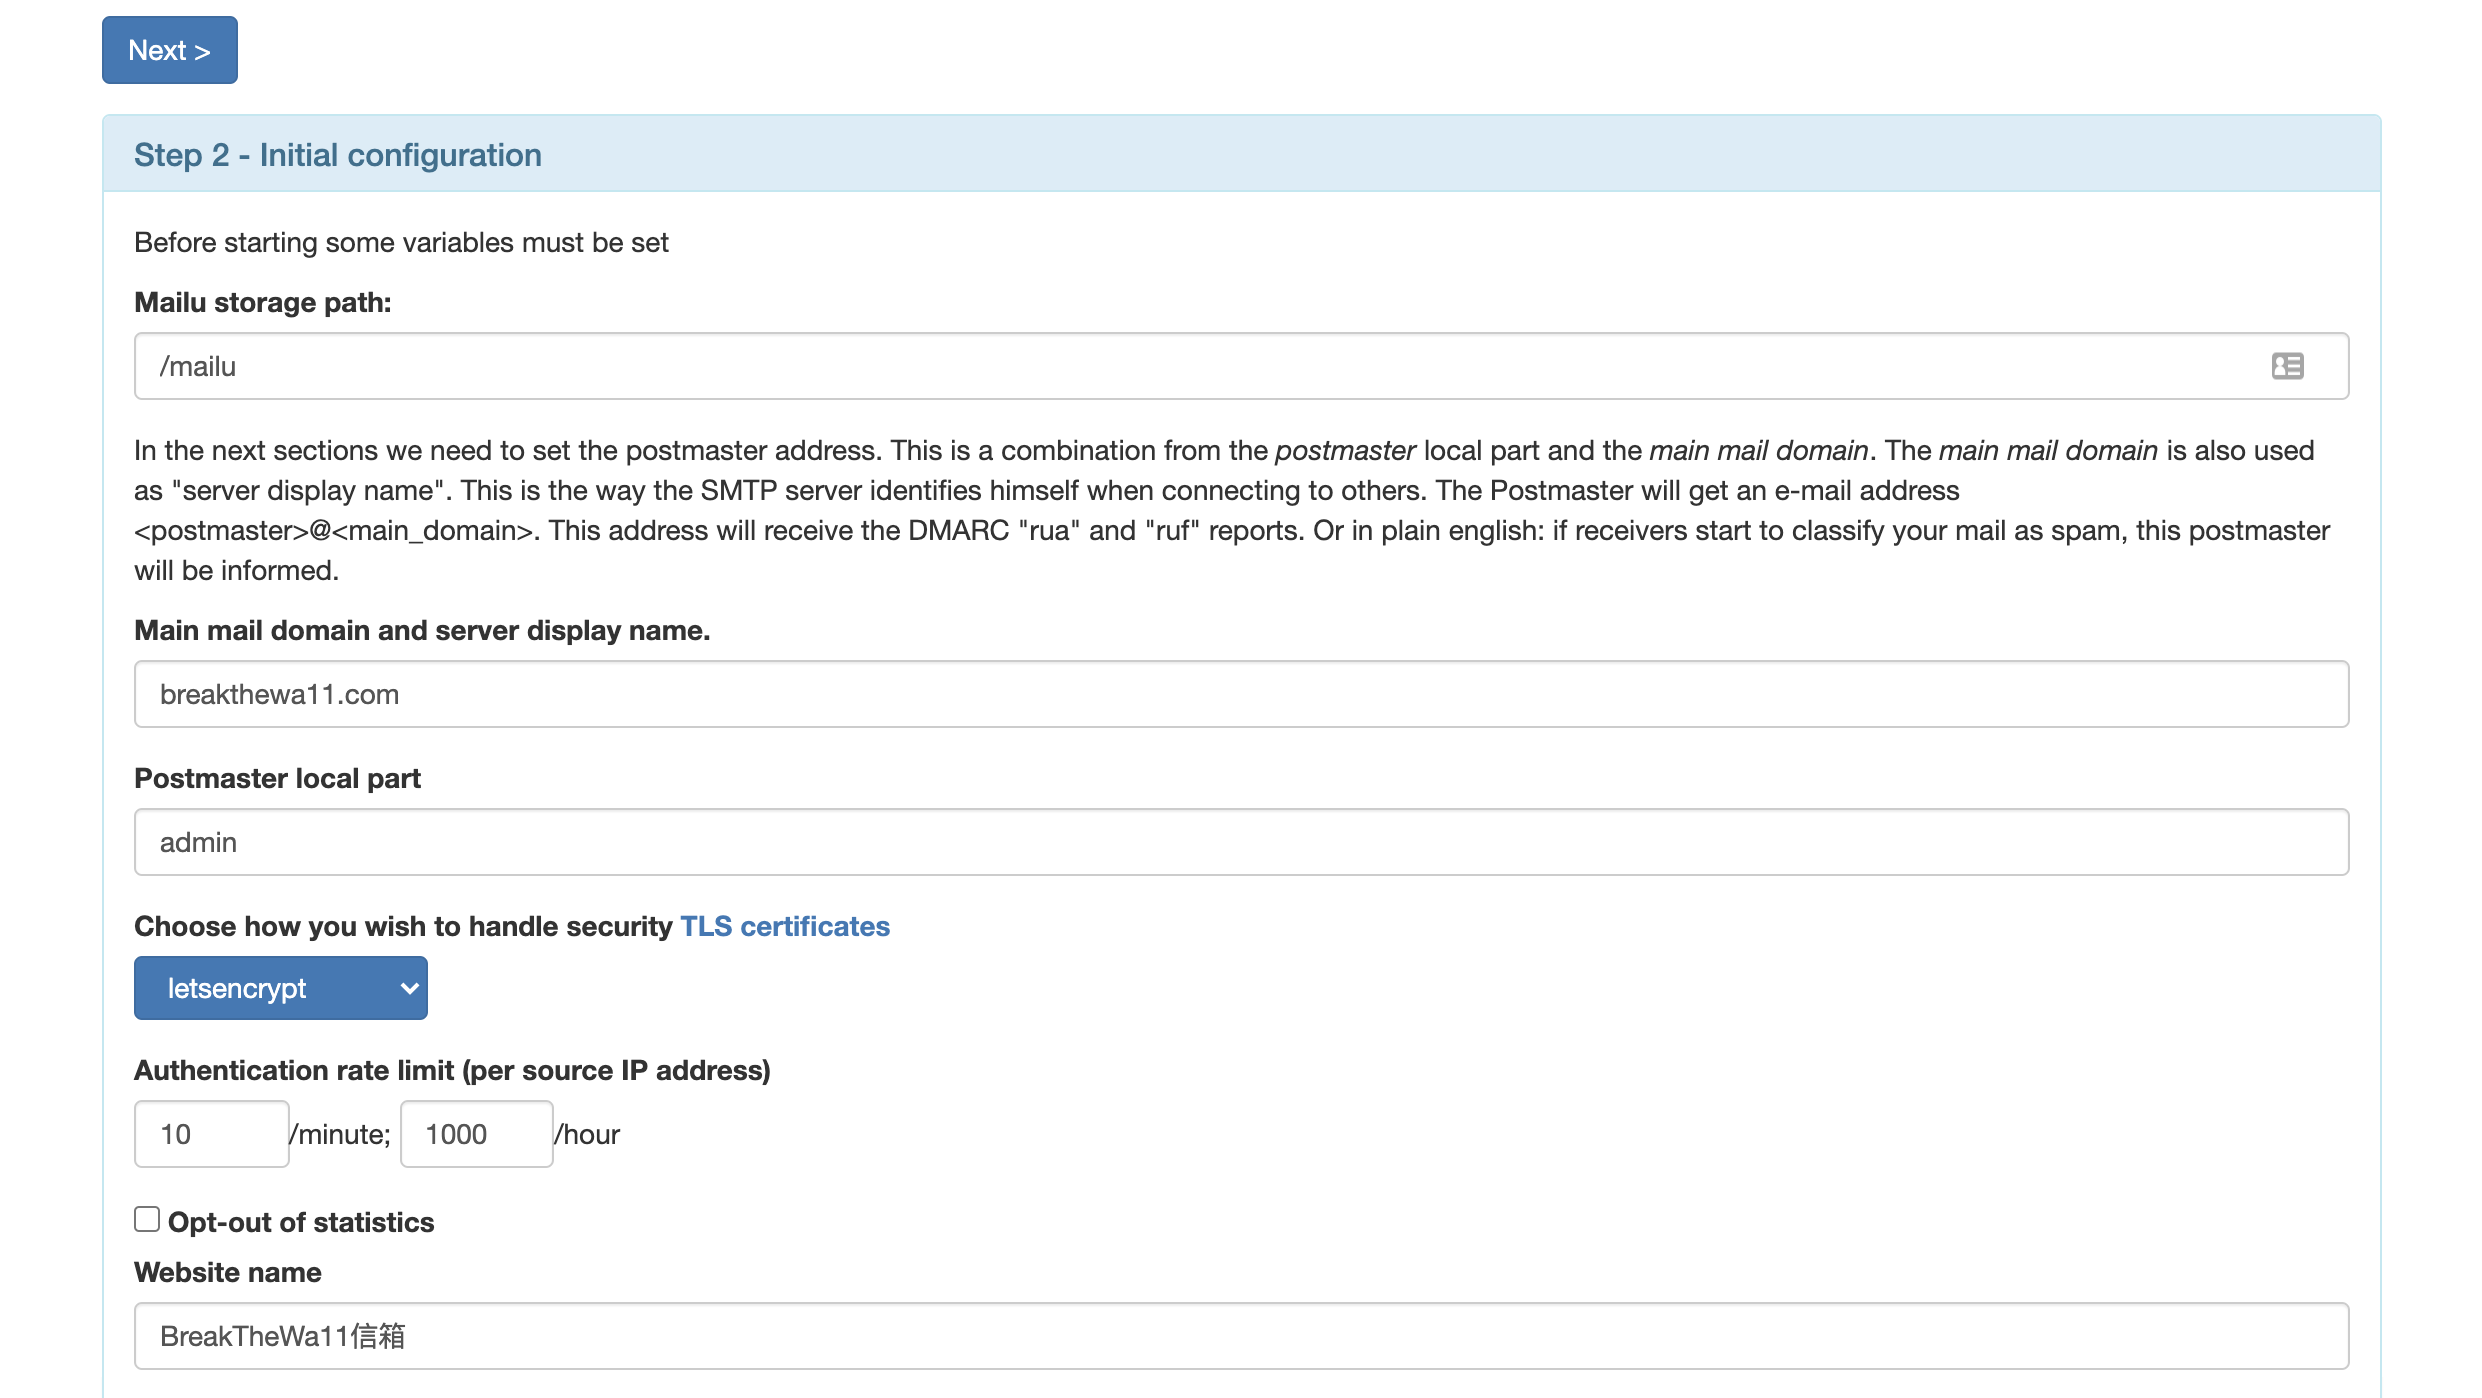 Next >
Step 2 - Initial configuration
Before starting some variables must be set
Mailu storage path:
/mailu
In the next sections we need to set the postmaster address. This is a combination from the postmaster local part and the main mail domain. The main mail domain is also used
as "server display name". This is the way the SMTP server identifies himself when connecting to others. The Postmaster will get an e-mail address
<postmaster>@<main_domain>. This address will receive the DMARC "rua" and "ruf" reports. Or in plain english: if receivers start to classify your mail as spam, this postmaster
will be informed.
Main mail domain and server display name.
breakthewa11.com
Postmaster local part
admin
Choose how you wish to handle security TLS certificates
letsencrypt
Authentication rate limit (per source IP address)
10 /minute; 1000 /hour
Opt-out of statistics
Website name
BreakTheWa11信箱